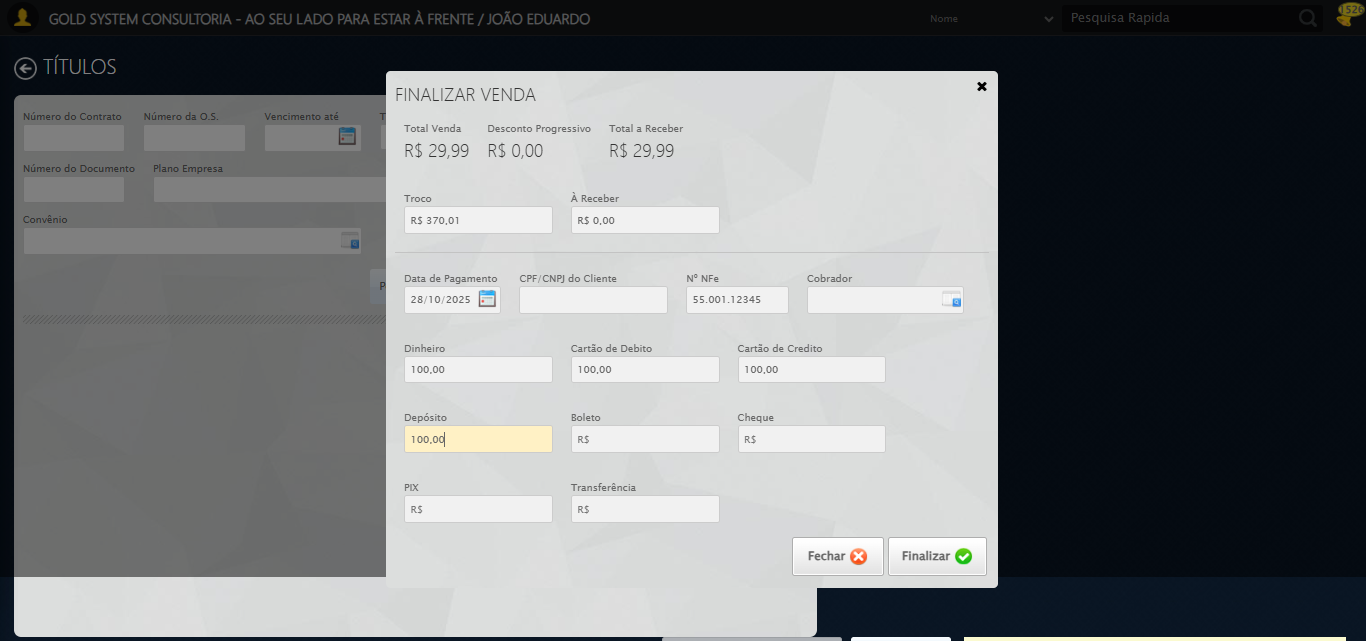 GOLD SYSTEM CONSULTORIA - AO SEU LADO PARA ESTAR À FRENTE / JOÃO EDUARDO
Nome
Pesquisa Rapida
1526
TÍTULOS
Número do Contrato Número da O.S. Vencimento até T
Número do Documento Plano Empresa
Convênio
P
FINALIZAR VENDA
Total Venda Desconto Progressivo Total a Receber
R$ 29,99 R$ 0,00 R$ 29,99
Troco À Receber
R$ 370,01 R$ 0,00
Data de Pagamento CPF/CNPJ do Cliente Nº NFe Cobrador
28/10/2025 55.001.12345
Dinheiro Cartão de Debito Cartão de Credito
100,00 100,00 100,00
Depósito Boleto Cheque
100,00 R$ R$
PIX Transferência
R$ R$
Fechar Finalizar